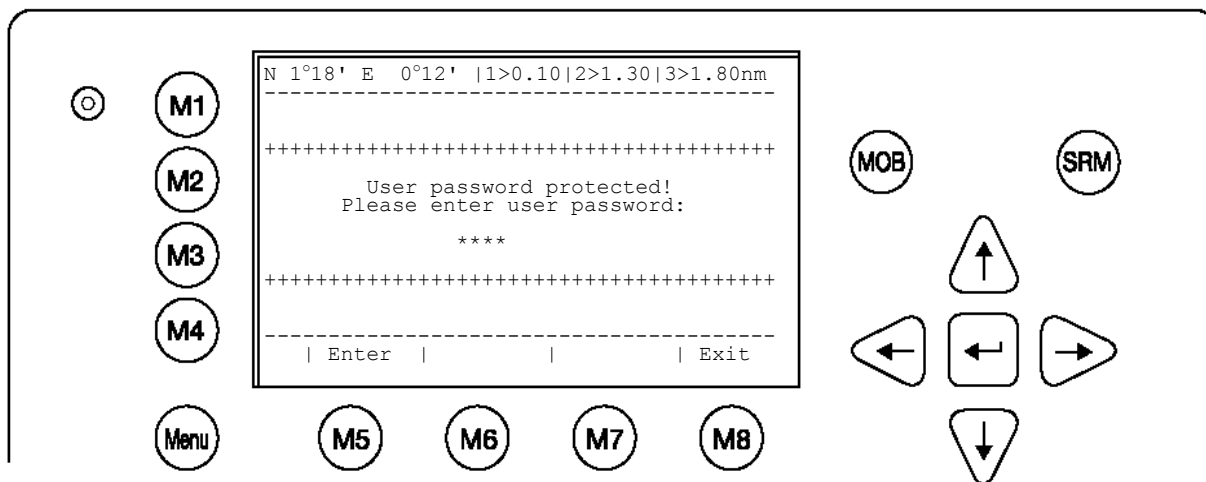 N 1°18' E  0°12' |1>0.10|2>1.30|3>1.80nm
----------------------------------------
++++++++++++++++++++++++++++++++++++++++
User password protected!
Please enter user password:
****
++++++++++++++++++++++++++++++++++++++++
----------------------------------------
| Enter  |         |         | Exit
M1
M2
M3
M4
Menu
M5
M6
M7
M8
MOB
SRM